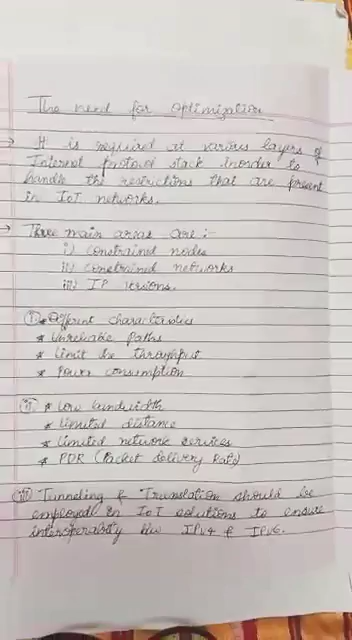 The need for optimization
→ It is required at various layers of
Internet protocol stack inorder to
handle the restrictions that are present
in IoT networks.
→ Three main areas are :-
i) constrained nodes
ii) constrained networks
iii) IP versions.
(i) * Different characteristics
* Unreliable paths
* Limit the throughput
* Power consumption
(ii) * Low bandwidth
* Limited distance
* Limited network services
* PDR (Packet delivery Rate)
(iii) Tunneling & Translation should be
employed in IoT solutions to ensure
interoperability b/w IPv4 & IPv6.